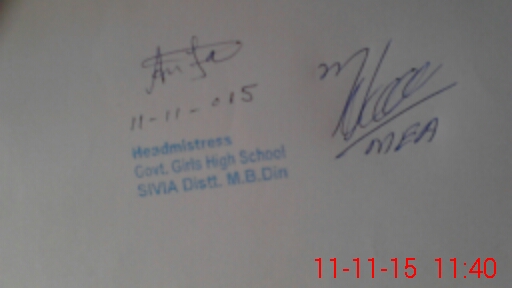 11-11-015
Headmistress
Govt. Girls High School
SIVIA Distt. M.B.Din
MEA
11-11-15 11:40